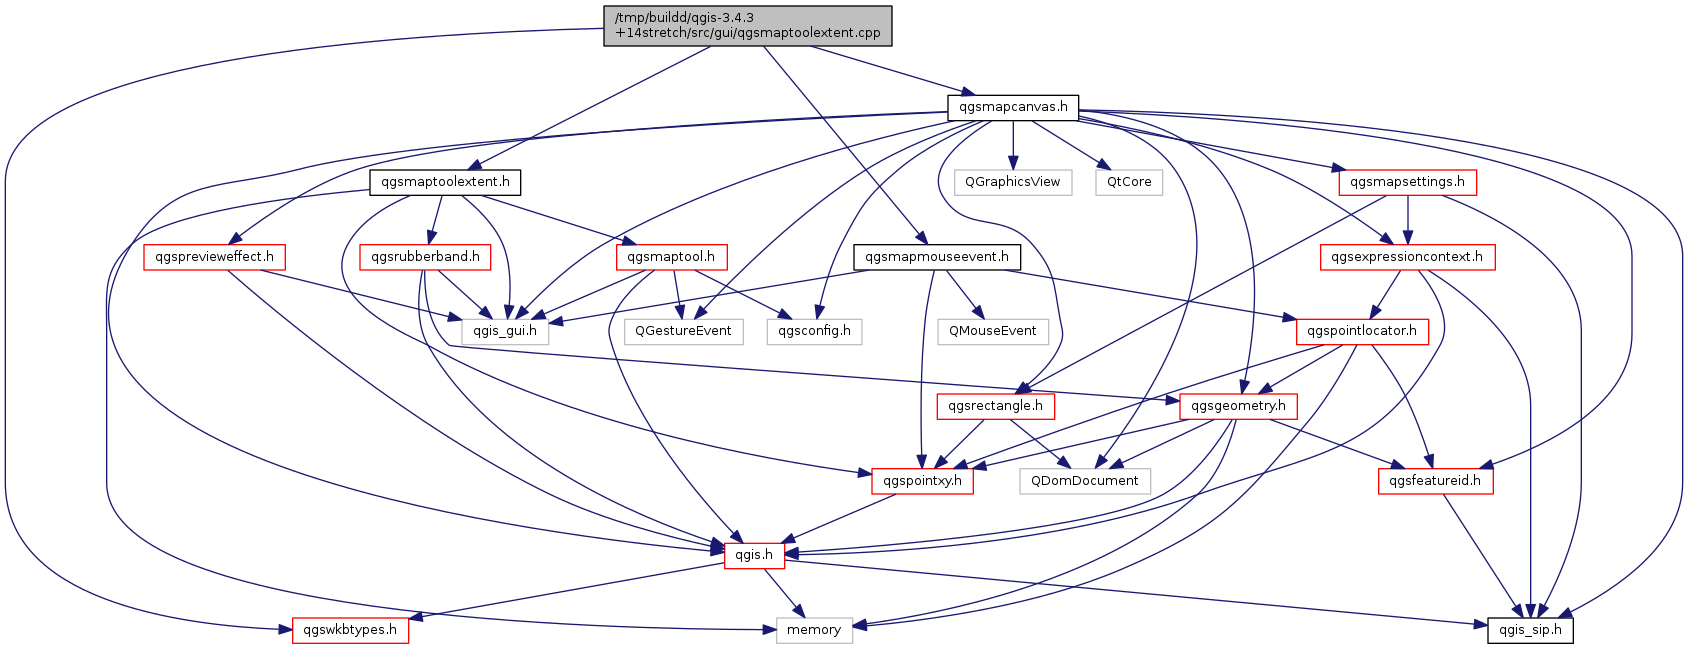 /tmp/buildd/qgis-3.4.3
+14stretch/src/gui/qgsmaptoolextent.cpp
qgsmapcanvas.h
qgsmaptoolextent.h
QGraphicsView
QtCore
qgsmapsettings.h
qgspreviewеffect.h
qgsrubberband.h
qgsmaptool.h
qgsmapmouseevent.h
qgsexpressioncontext.h
qgis_gui.h
QGestureEvent
qgsconfig.h
QMouseEvent
qgspointlocator.h
qgsrectangle.h
qgsgeometry.h
qgspointxy.h
QDomDocument
qgsfeatureid.h
qgis.h
qgswkbtypes.h
memory
qgis_sip.h